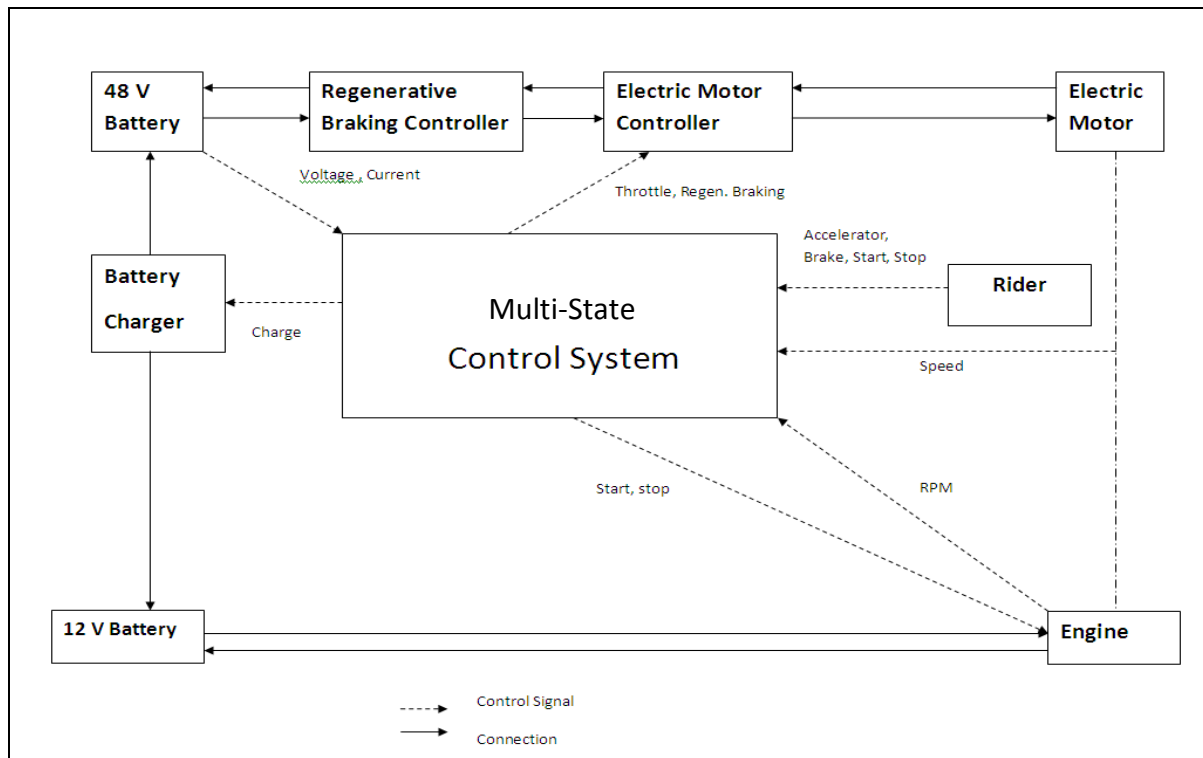 48 V
Battery
Regenerative
Braking Controller
Electric Motor
Controller
Electric
Motor
Voltage , Current
Throttle, Regen. Braking
Accelerator,
Brake, Start, Stop
Rider
Battery
Charger
Charge
Multi-State
Control System
Speed
Start, stop
RPM
12 V Battery
Engine
Control Signal
Connection